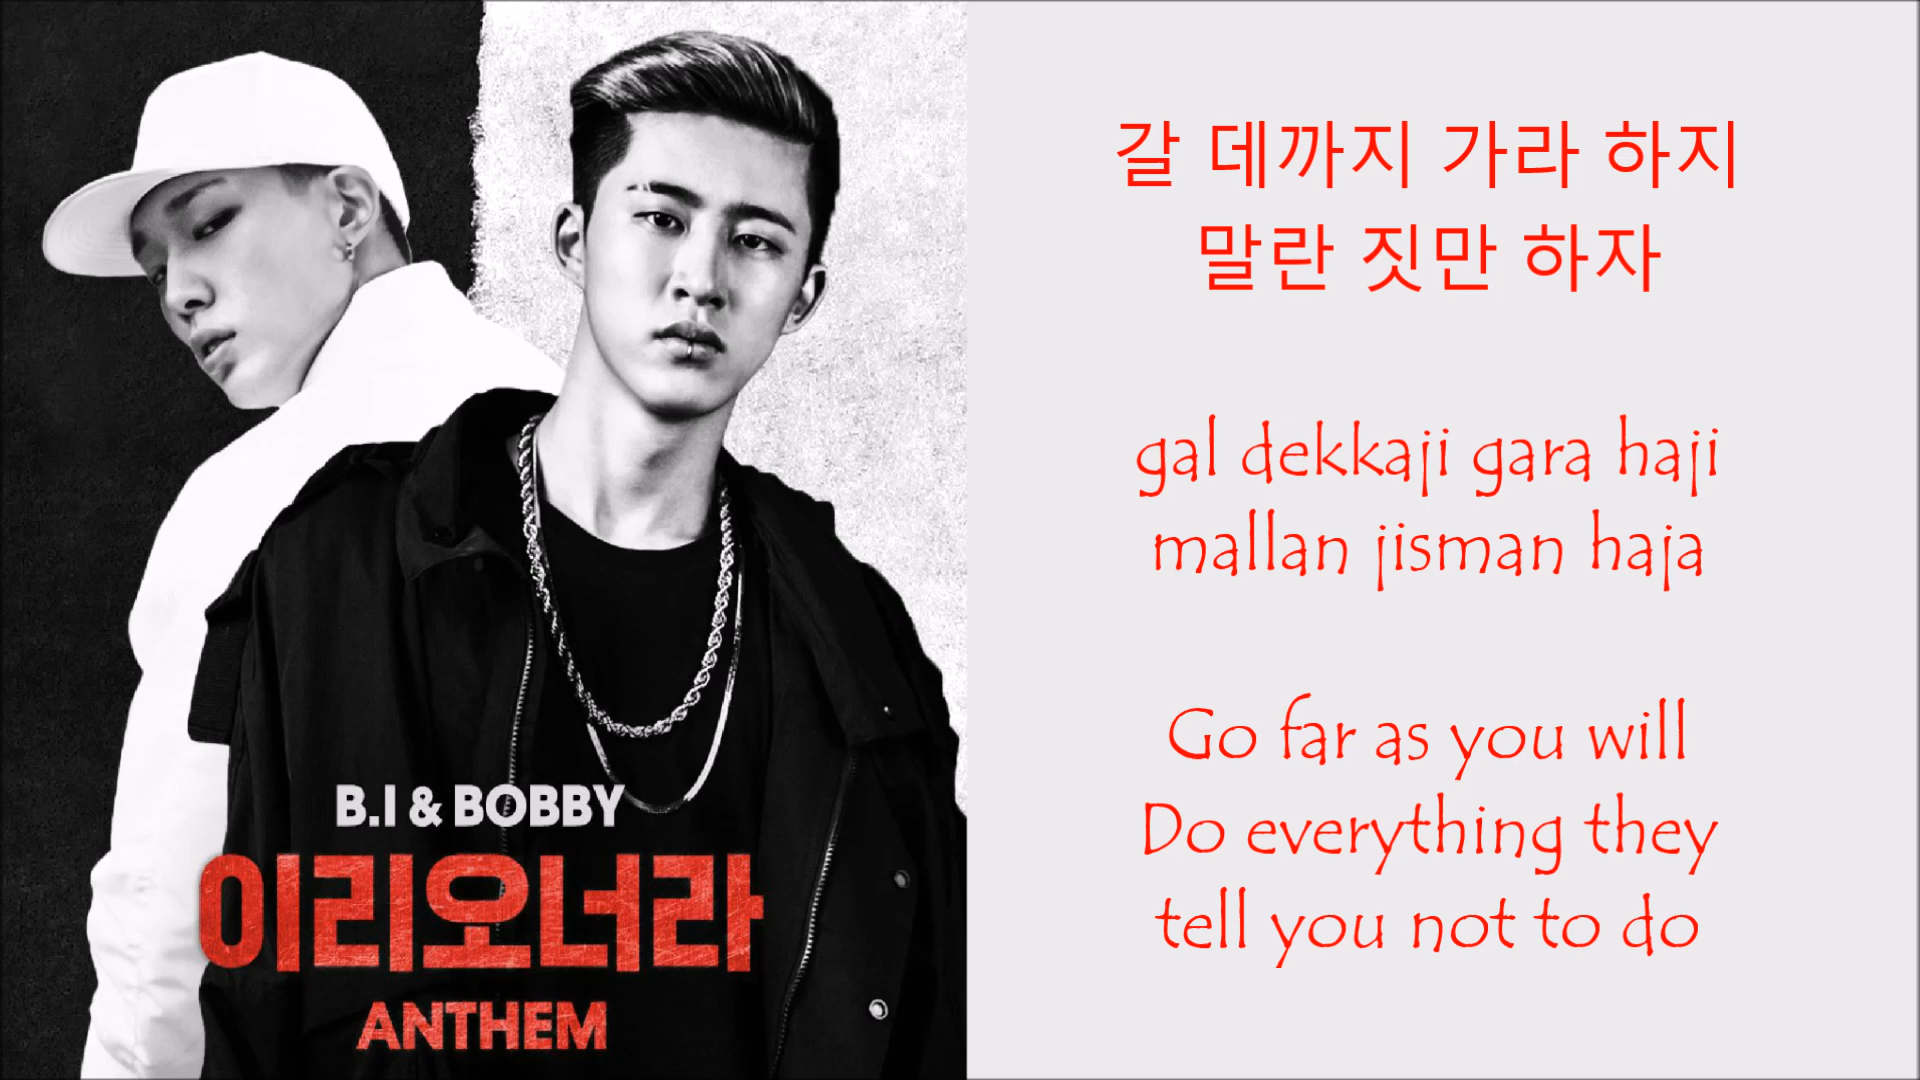 B.I & BOBBY
이리오너라
ANTHEM
갈 데까지 가라 하지
말란 짓만 하자
gal dekkaji gara haji
mallan jisman haja
Go far as you will
Do everything they
tell you not to do